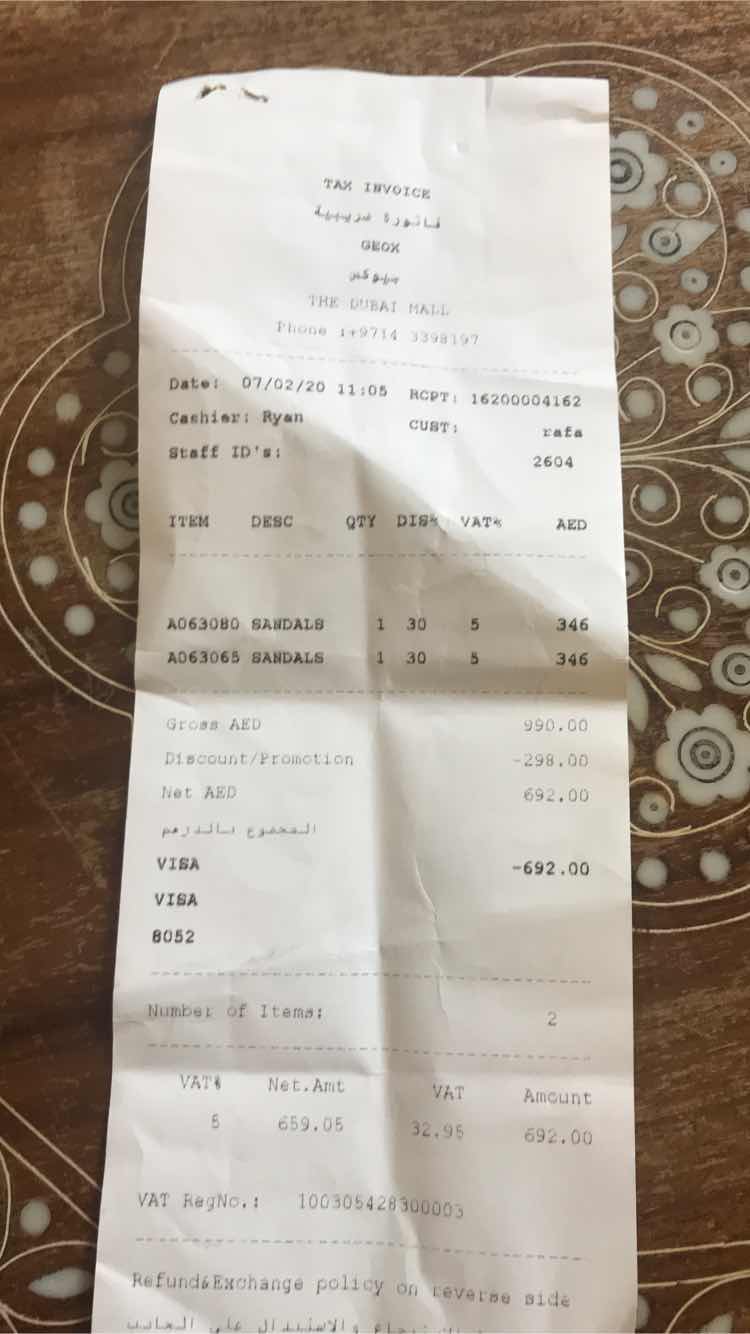 TAX INVOICE
فاتورة ضريبية
GEOX
جيوكس
THE DUBAI MALL
Phone :+9714 3398197
Date: 07/02/20 11:05 RCPT: 16200004162
Cashier: Ryan CUST: rafa
Staff ID's: 2604
ITEM DESC QTY DIS% VAT% AED
A063080 SANDALS 1 30 5 346
A063065 SANDALS 1 30 5 346
Gross AED 990.00
Discount/Promotion -298.00
Net AED 692.00
المجموع بالدرهم
VISA -692.00
VISA
8052
Number of Items: 2
VAT% Net.Amt VAT Amount
5 659.05 32.95 692.00
VAT RegNo.: 100305428300003
Refund&Exchange policy on reverse side
والاستبدال على الجانب